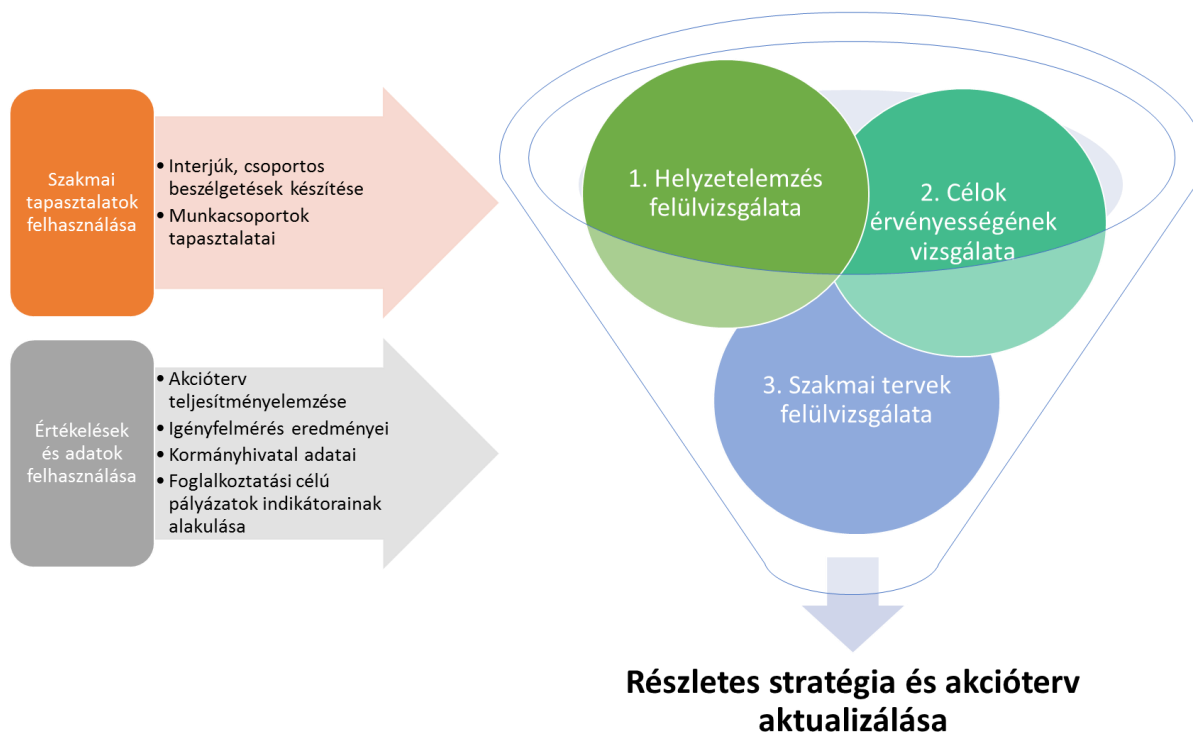 Szakmai
tapasztalatok
felhasználása
• Interjúk, csoportos
beszélgetések készítése
• Munkacsoportok
tapasztalatai
Értékelések
és adatok
felhasználása
• Akcióterv
teljesítményelemzése
• Igényfelmérés eredményei
• Kormányhivatal adatai
• Foglalkoztatási célú
pályázatok indikátorainak
alakulása
1. Helyzetelemzés
felülvizsgálata
2. Célok
érvényességének
vizsgálata
3. Szakmai tervek
felülvizsgálata
Részletes stratégia és akcióterv
aktualizálása